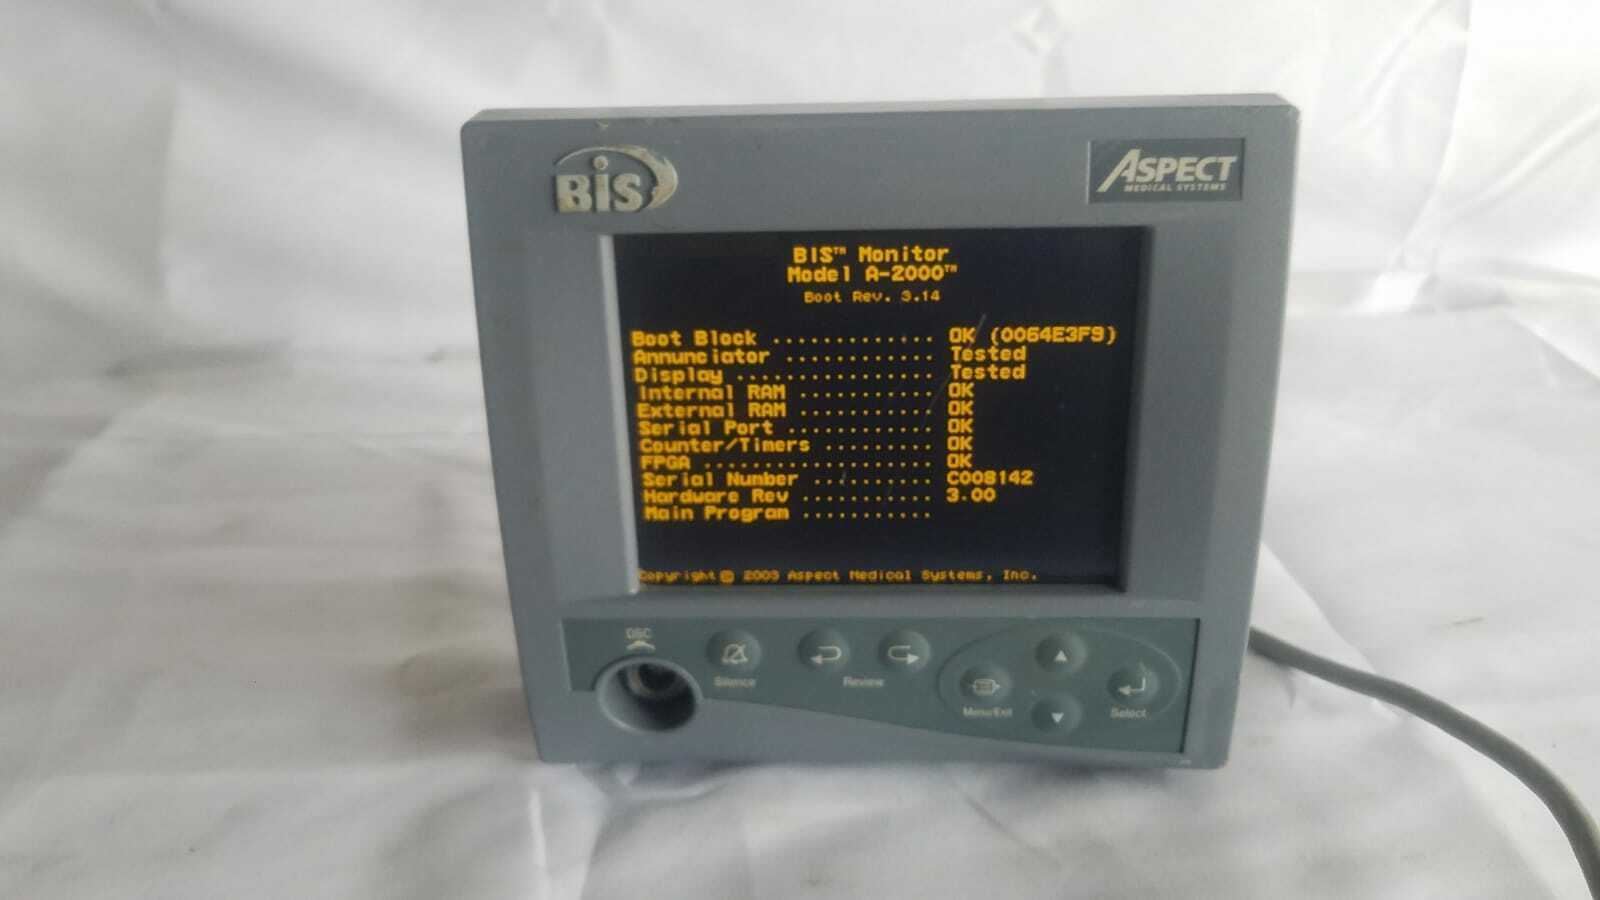 BIS
ASPECT
MEDICAL SYSTEMS
BIS™ Monitor
Model A-2000™
Boot Rev. 3.14
Boot Block ............. OK (0064E3F9)
Annunciator ............ Tested
Display ................ Tested
Internal RAM ........... OK
External RAM ........... OK
Serial Port ............ OK
Counter/Timers ......... OK
FPGA ................... OK
Serial Number .......... C008142
Hardware Rev ........... 3.00
Main Program ...........
Copyright © 2003 Aspect Medical Systems, Inc.
DSC
Silence
Review
Menu/Exit
Select